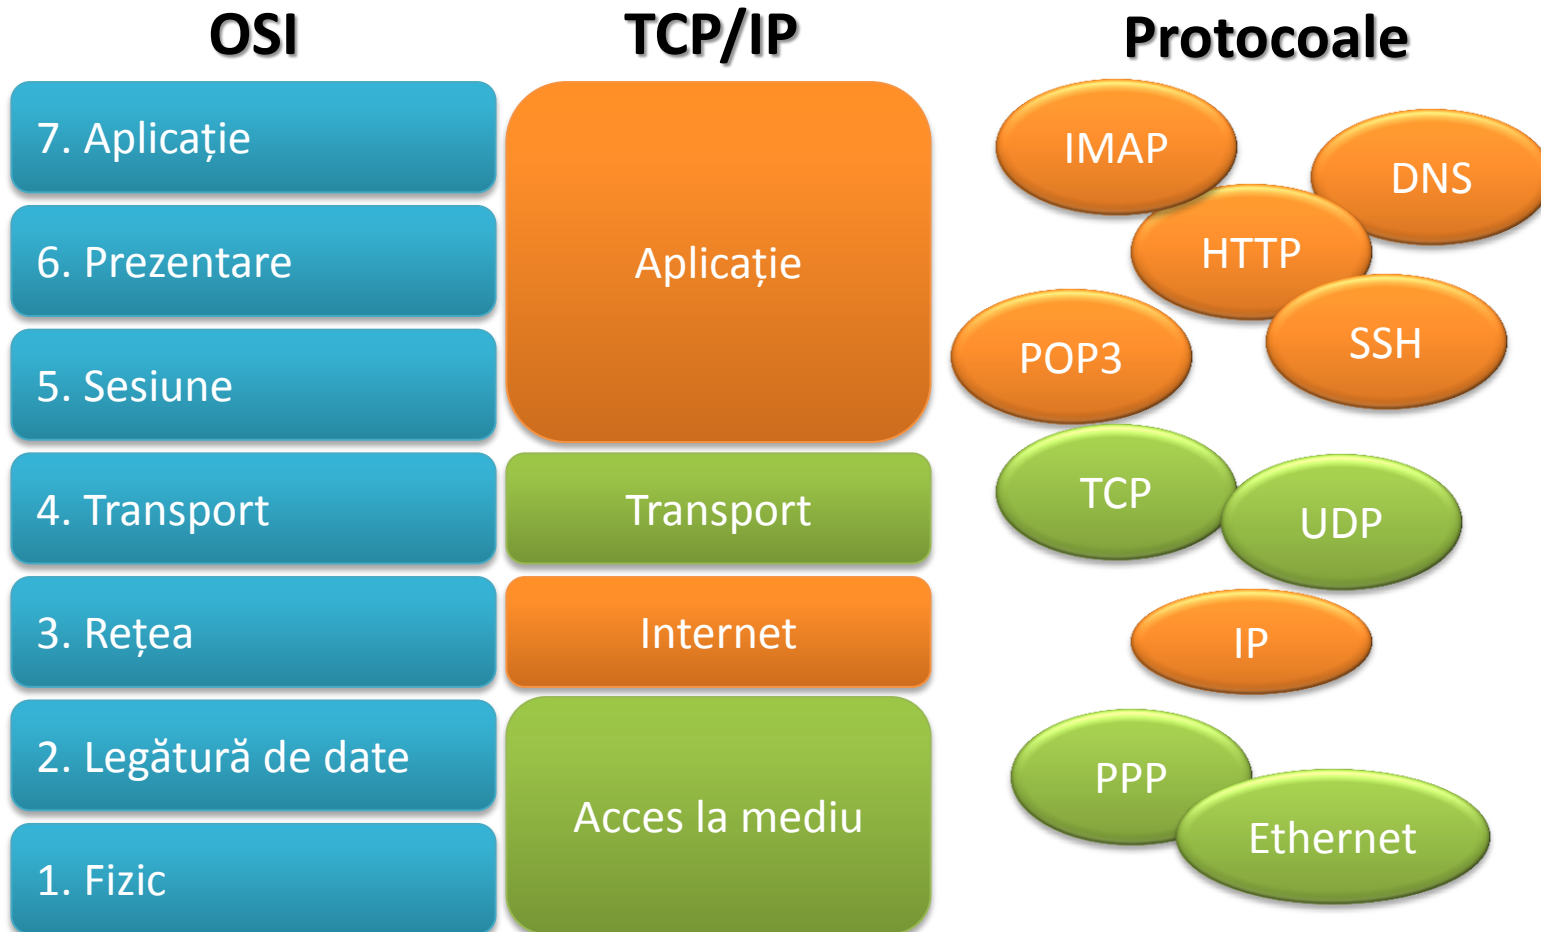 OSI
TCP/IP
Protocoale
7. Aplicație
6. Prezentare
5. Sesiune
4. Transport
3. Rețea
2. Legătură de date
1. Fizic
Aplicație
Transport
Internet
Acces la mediu
IMAP
DNS
HTTP
SSH
POP3
TCP
UDP
IP
PPP
Ethernet